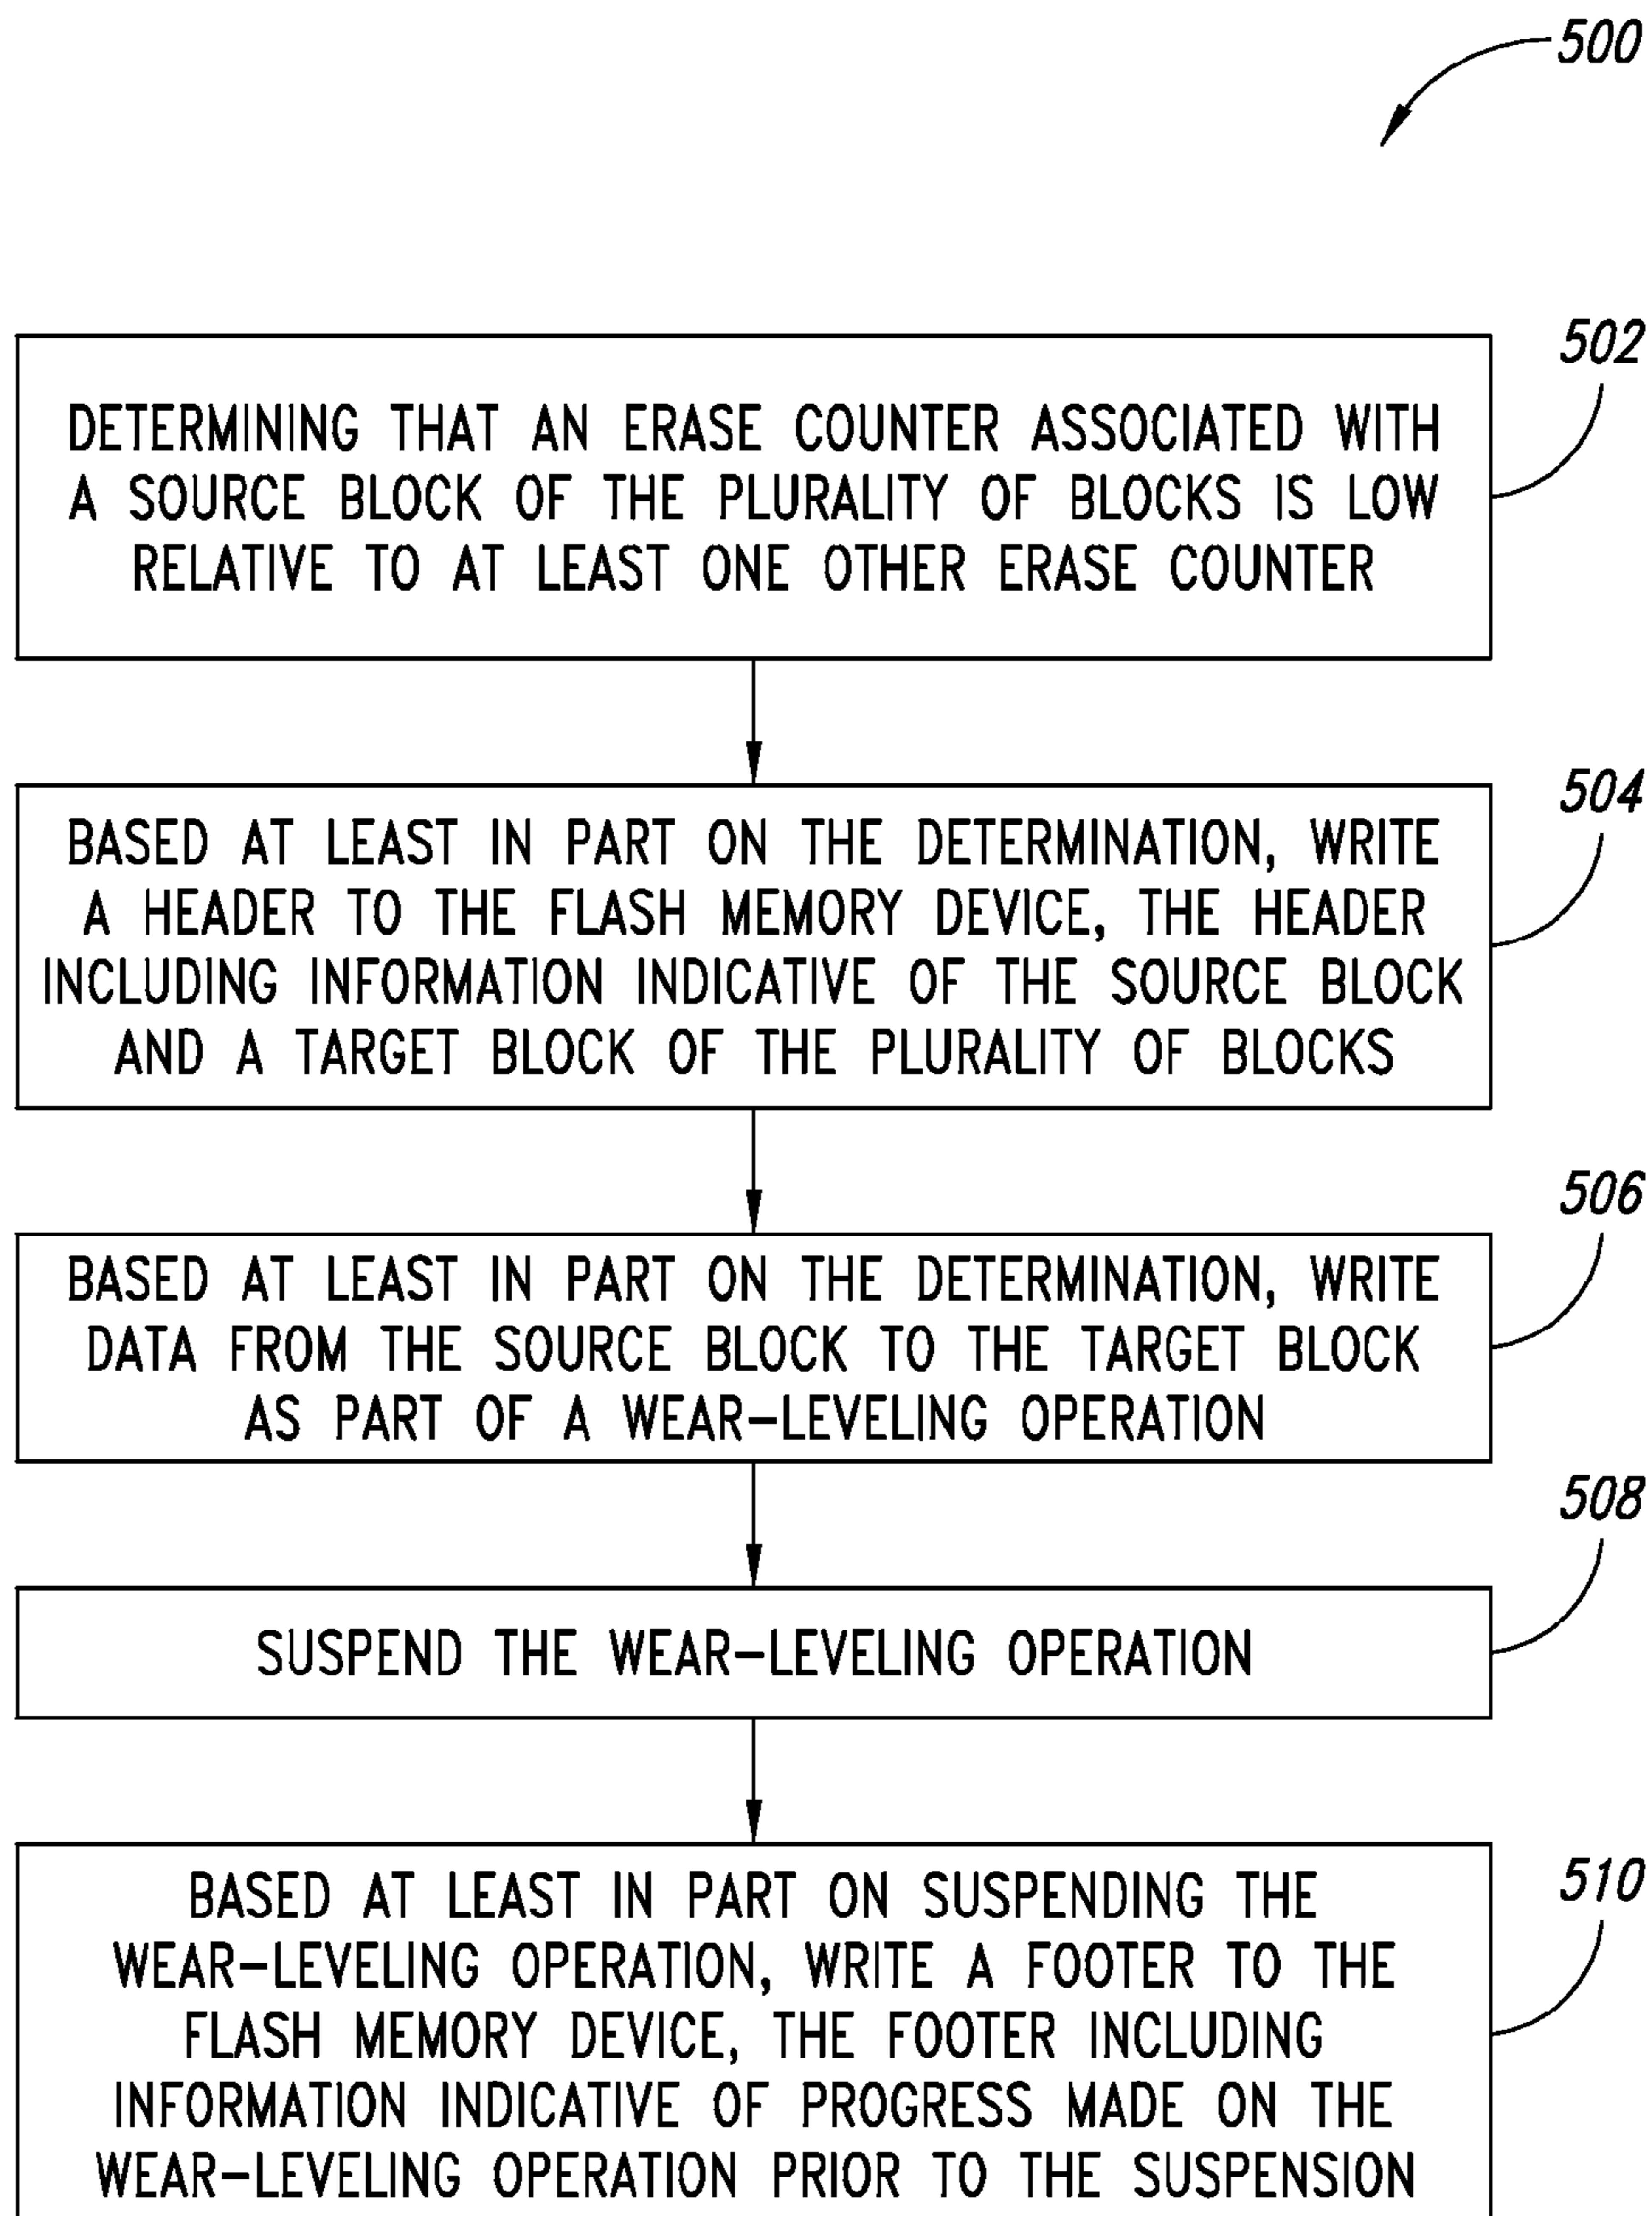 500
502
DETERMINING THAT AN ERASE COUNTER ASSOCIATED WITH
A SOURCE BLOCK OF THE PLURALITY OF BLOCKS IS LOW
RELATIVE TO AT LEAST ONE OTHER ERASE COUNTER
504
BASED AT LEAST IN PART ON THE DETERMINATION, WRITE
A HEADER TO THE FLASH MEMORY DEVICE, THE HEADER
INCLUDING INFORMATION INDICATIVE OF THE SOURCE BLOCK
AND A TARGET BLOCK OF THE PLURALITY OF BLOCKS
506
BASED AT LEAST IN PART ON THE DETERMINATION, WRITE
DATA FROM THE SOURCE BLOCK TO THE TARGET BLOCK
AS PART OF A WEAR-LEVELING OPERATION
508
SUSPEND THE WEAR-LEVELING OPERATION
510
BASED AT LEAST IN PART ON SUSPENDING THE
WEAR-LEVELING OPERATION, WRITE A FOOTER TO THE
FLASH MEMORY DEVICE, THE FOOTER INCLUDING
INFORMATION INDICATIVE OF PROGRESS MADE ON THE
WEAR-LEVELING OPERATION PRIOR TO THE SUSPENSION